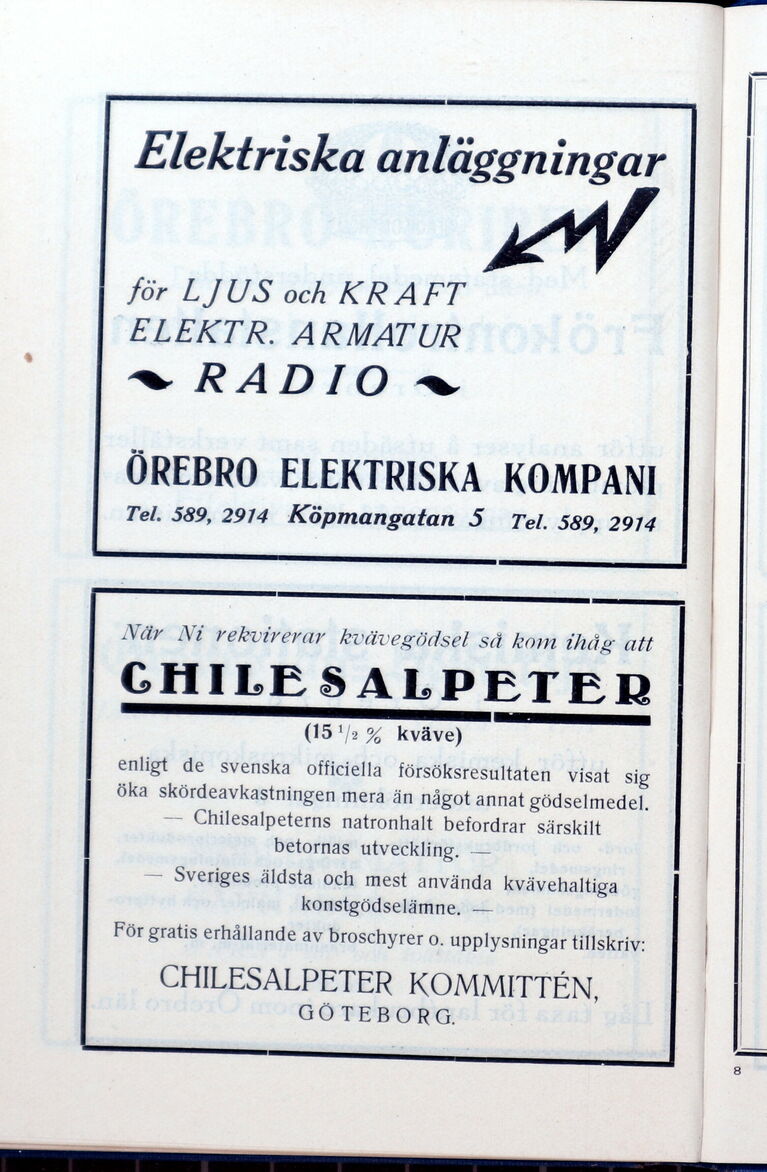 Elektriska anläggningar
för LJUS och KRAFT
ELEKTR. ARMATUR
RADIO
ÖREBRO ELEKTRISKA KOMPANI
Tel. 589, 2914 Köpmangatan 5 Tel. 589, 2914
När Ni rekvirerar kvävegödsel så kom ihåg att
CHILESALPETER
(15 1/2 % kväve)
enligt de svenska officiella försöksresultaten visat sig
öka skördeavkastningen mera än något annat gödselmedel.
— Chilesalpeterns natronhalt befordrar särskilt
betornas utveckling. —
— Sveriges äldsta och mest använda kvävehaltiga
konstgödselämne. —
För gratis erhållande av broschyrer o. upplysningar tillskriv:
CHILESALPETER KOMMITTÉN,
GÖTEBORG.
8